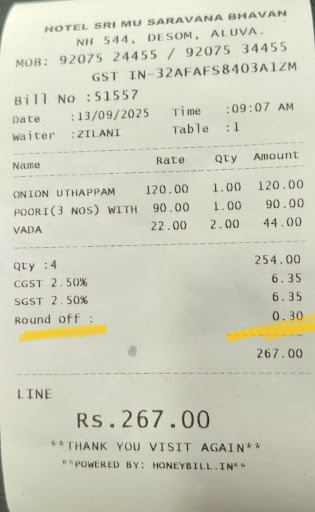 HOTEL SRI MU SARAVANA BHAVAN
NH 544, DESOM, ALUVA.
MOB: 92075 24455 / 92075 34455
GST IN-32AFAFS8403A1ZM
Bill No :51557
Date :13/09/2025 Time :09:07 AM
Waiter :ZILANI Table :1
Name Rate Qty Amount
ONION UTHAPPAM 120.00 1.00 120.00
POORI(3 NOS) WITH 90.00 1.00 90.00
VADA 22.00 2.00 44.00
Qty :4 254.00
CGST 2.50% 6.35
SGST 2.50% 6.35
Round Off : 0.30
267.00
LINE
Rs.267.00
**THANK YOU VISIT AGAIN**
**POWERED BY: HONEYBILL.IN**